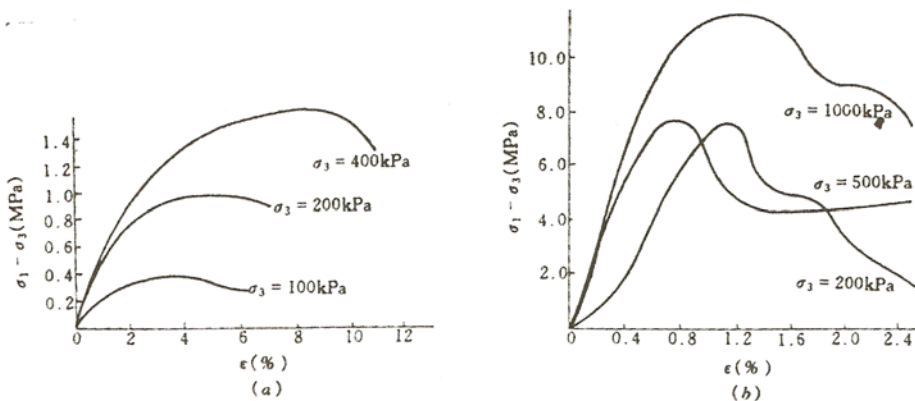 σ₁ − σ₃(MPa)
1.4
1.2
1.0
0.8
0.6
0.4
0.2
σ₃ = 400kPa
σ₃ = 200kPa
σ₃ = 100kPa
0 2 4 6 8 10 12
ε(%)
(a)
σ₁ − σ₃(MPa)
10.0
8.0
6.0
4.0
2.0
σ₃ = 1000kPa
σ₃ = 500kPa
σ₃ = 200kPa
0 0.4 0.8 1.2 1.6 2.0 2.4
ε(%)
(b)